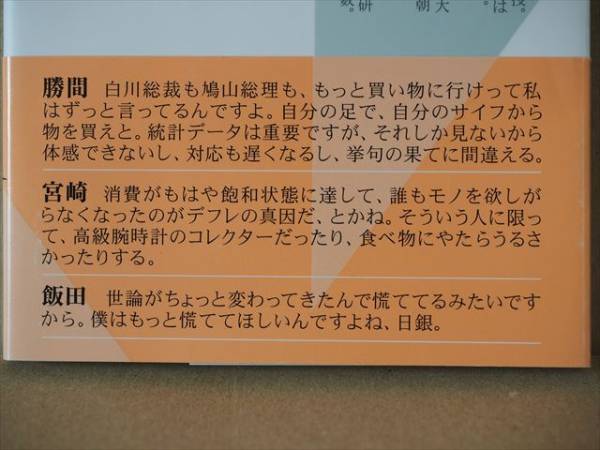 勝間　白川総裁も鳩山総理も、もっと買い物に行けって私
はずっと言ってるんですよ。自分の足で、自分のサイフから
物を買えと。統計データは重要ですが、それしか見ないから
体感できないし、対応も遅くなるし、挙句の果てに間違える。
宮崎　消費がもはや飽和状態に達して、誰もモノを欲しが
らなくなったのがデフレの真因だ、とかね。そういう人に限っ
て、高級腕時計のコレクターだったり、食べ物にやたらうるさ
かったりする。
飯田　世論がちょっと変わってきたんで慌ててるみたいです
から。僕はもっと慌ててほしいんですよね、日銀。
は
大
朝
研